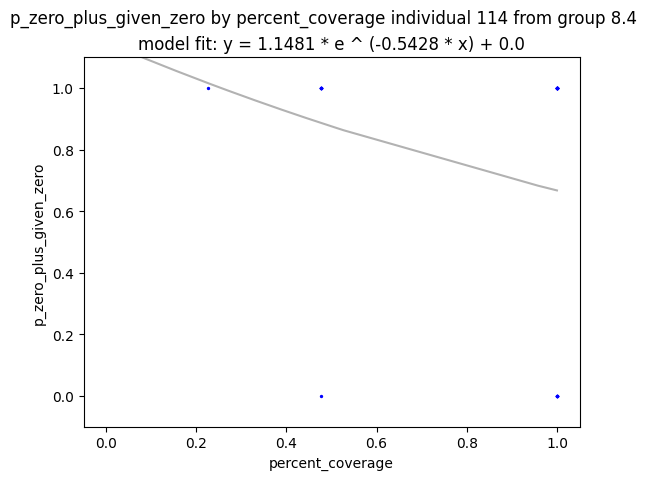 p_zero_plus_given_zero by percent_coverage individual 114 from group 8.4
model fit: y = 1.1481 * e ^ (-0.5428 * x) + 0.0
1.0
0.8
0.6
0.4
0.2
0.0
p_zero_plus_given_zero
0.0 0.2 0.4 0.6 0.8 1.0
percent_coverage